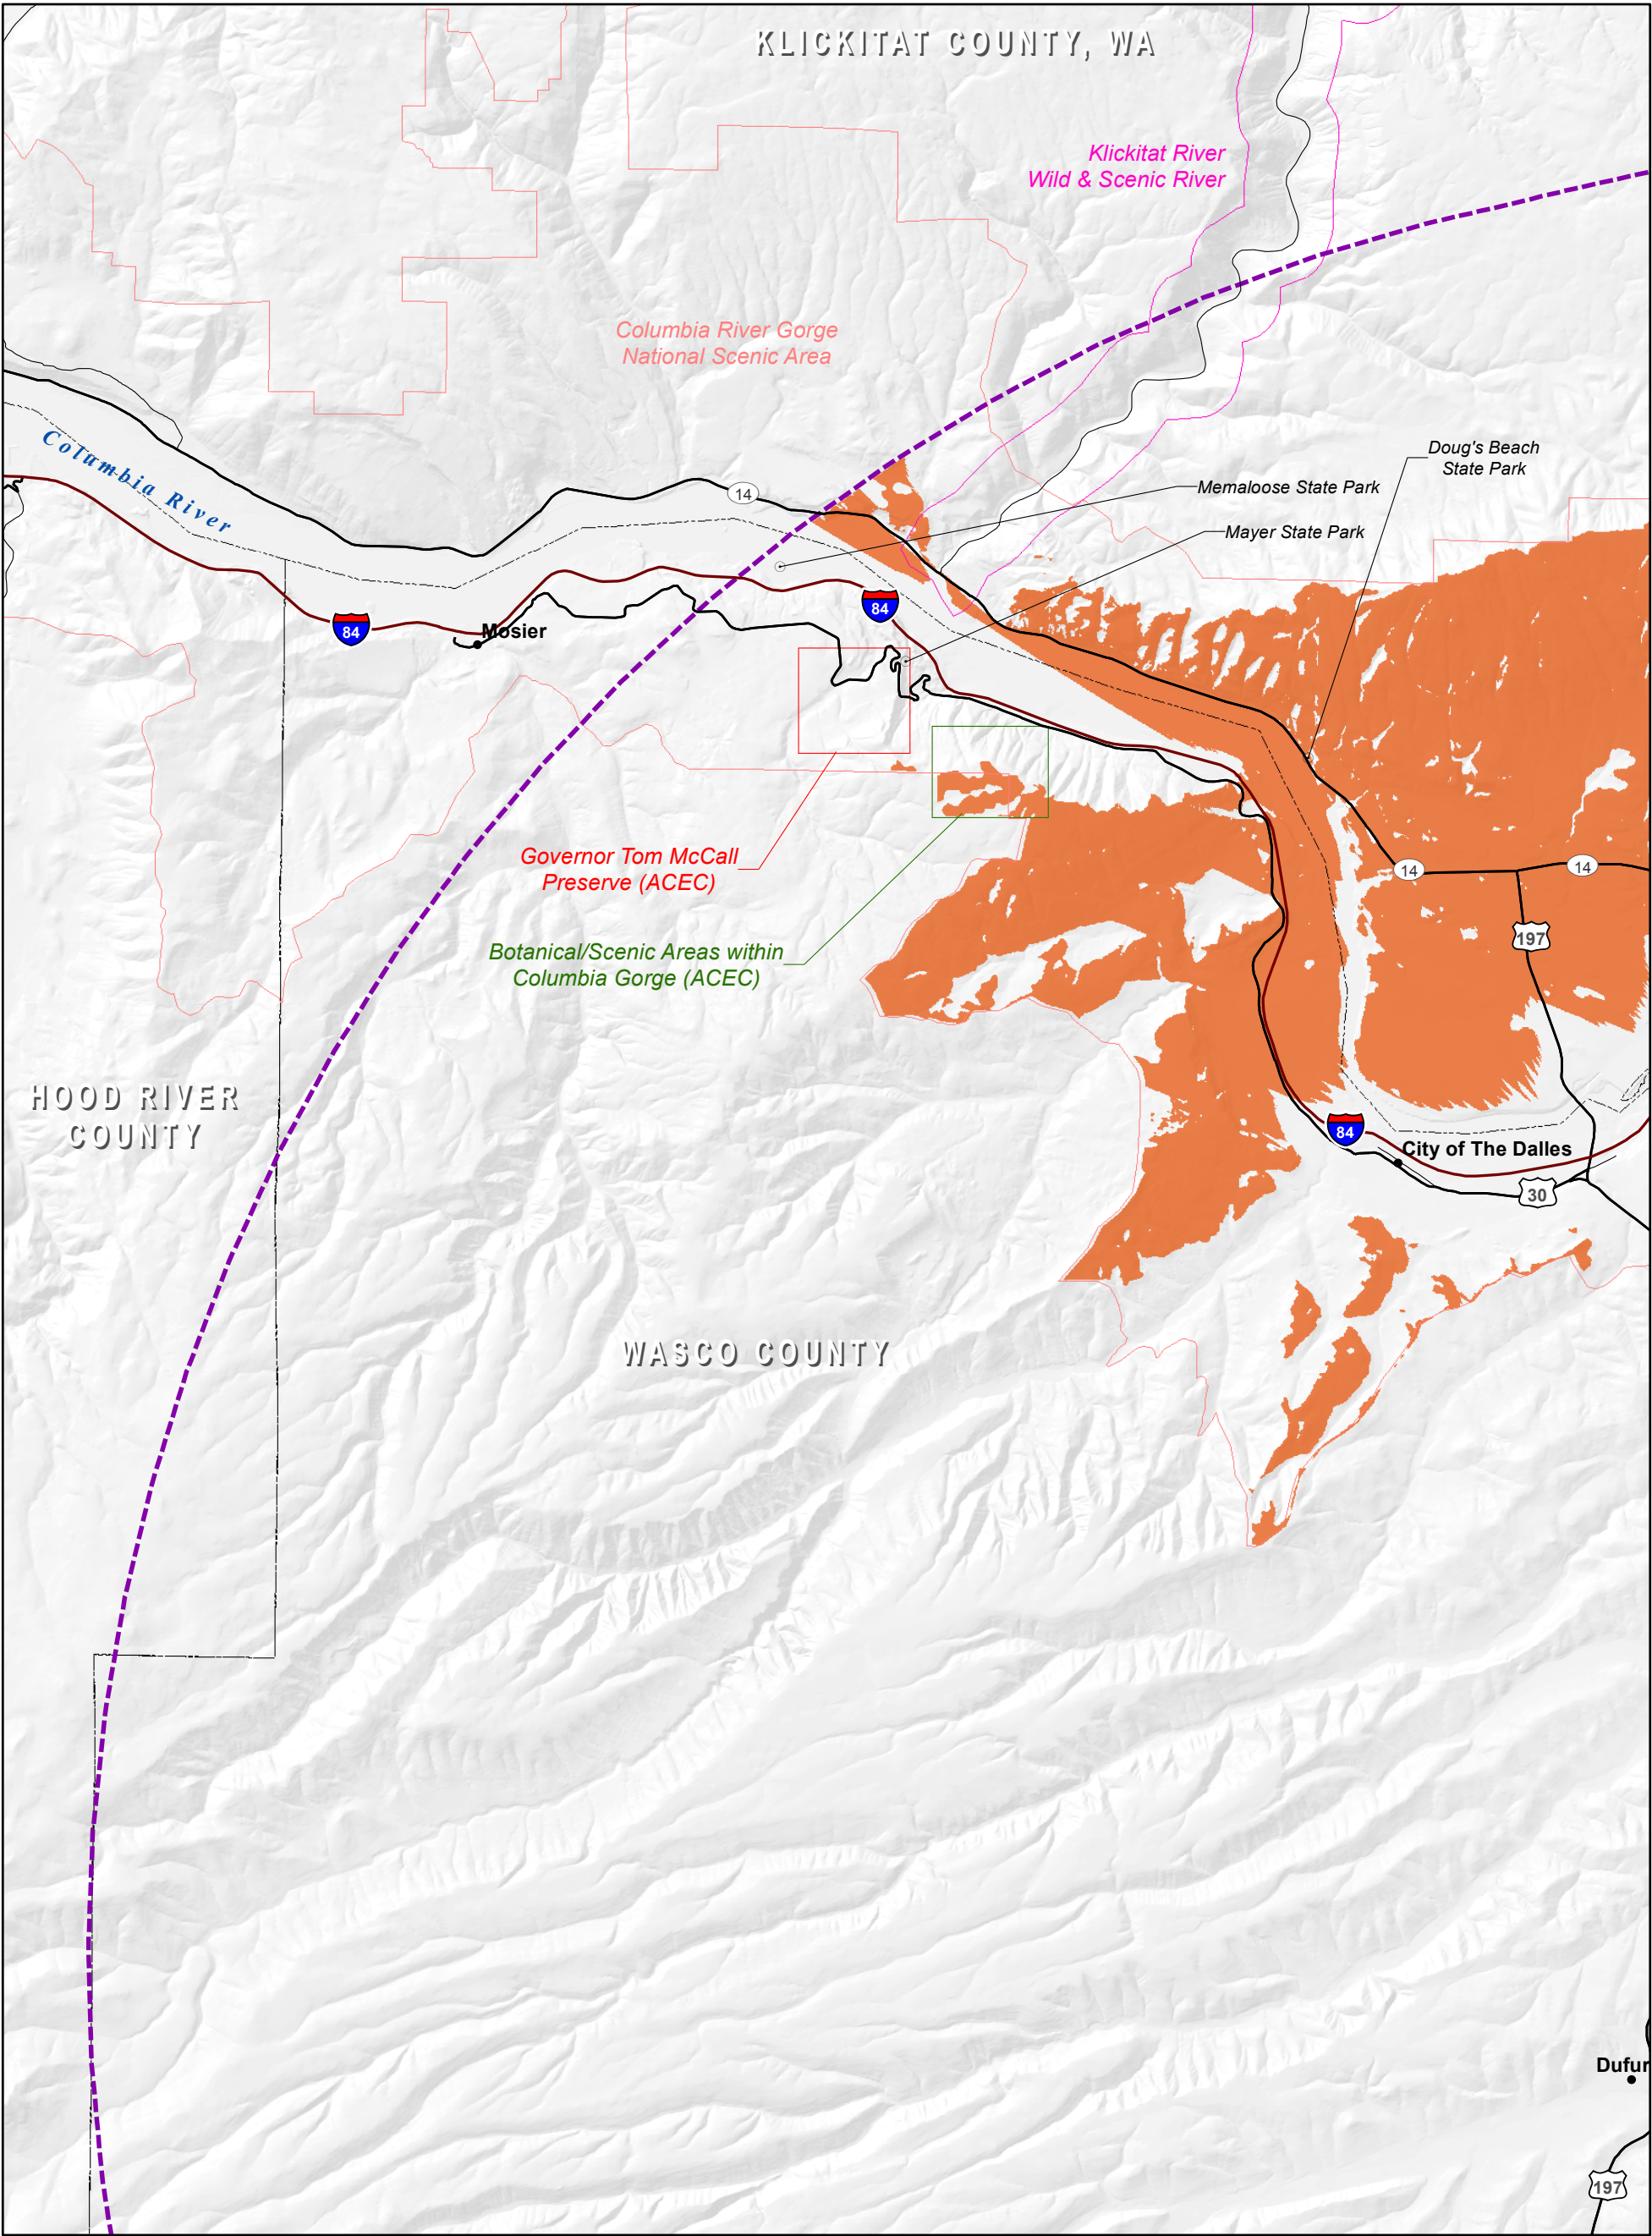 KLICKITAT COUNTY, WA
Klickitat River
Wild & Scenic River
Columbia River Gorge
National Scenic Area
Columbia River
Doug's Beach
State Park
Memaloose State Park
14
Mayer State Park
84
84
Mosier
Governor Tom McCall
Preserve (ACEC)
14
14
197
Botanical/Scenic Areas within
Columbia Gorge (ACEC)
HOOD RIVER
COUNTY
84
City of The Dalles
30
WASCO COUNTY
Dufur
197